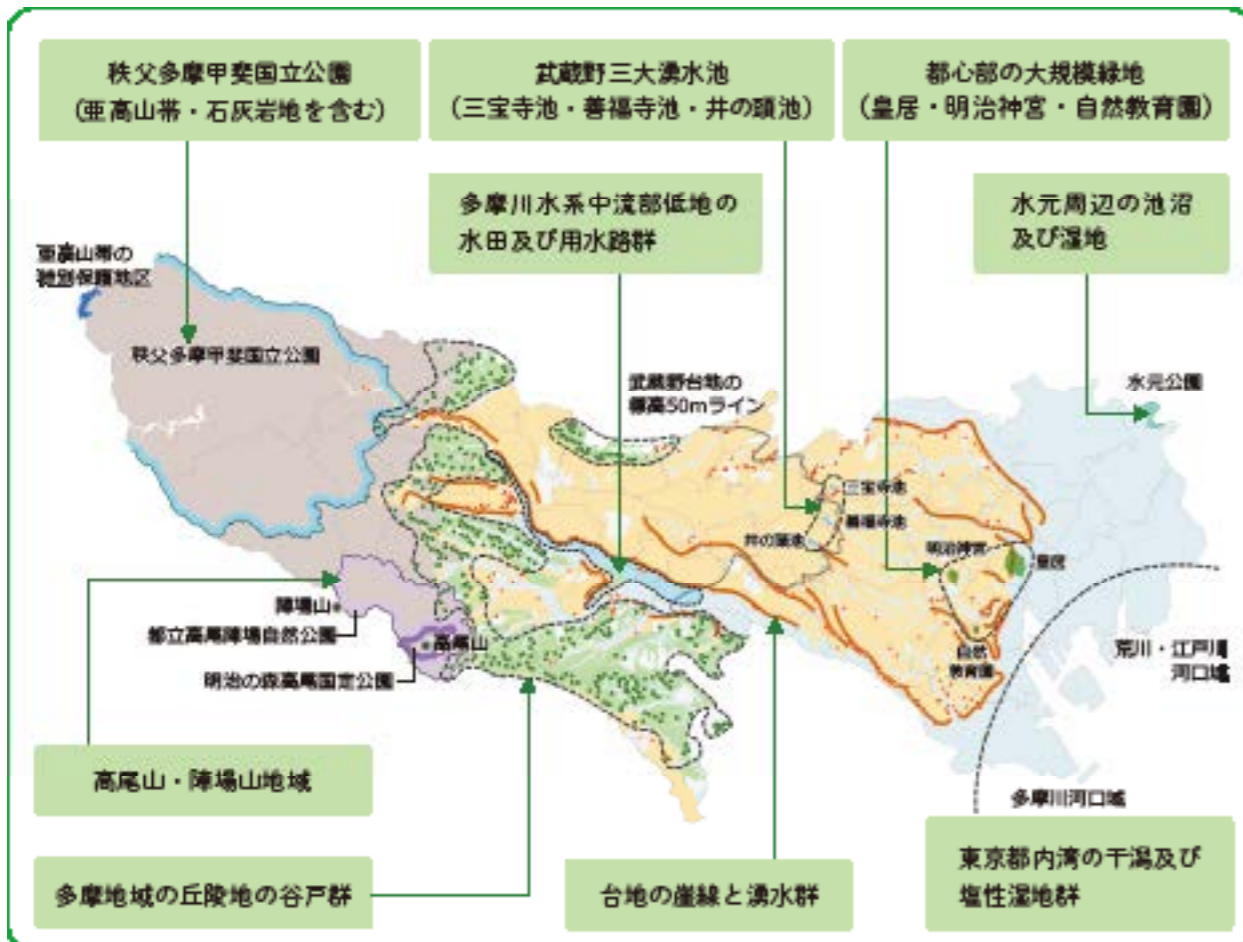 秩父多摩甲斐国立公園
(亜高山帯・石灰岩地を含む)
武蔵野三大湧水池
(三宝寺池・善福寺池・井の頭池)
都心部の大規模緑地
(皇居・明治神宮・自然教育園)
多摩川水系中流部低地の
水田及び用水路群
水元周辺の池沼
及び湿地
亜高山帯の
特別保護地区
秩父多摩甲斐国立公園
武蔵野台地の
標高50mライン
水元公園
三宝寺池
善福寺池
井の頭池
明治神宮
皇居
陣場山
都立高尾陣場自然公園
高尾山
明治の森高尾国定公園
自然
教育園
荒川・江戸川
河口域
高尾山・陣場山地域
多摩川河口域
多摩地域の丘陵地の谷戸群
台地の崖線と湧水群
東京都内湾の干潟及び
塩性湿地群